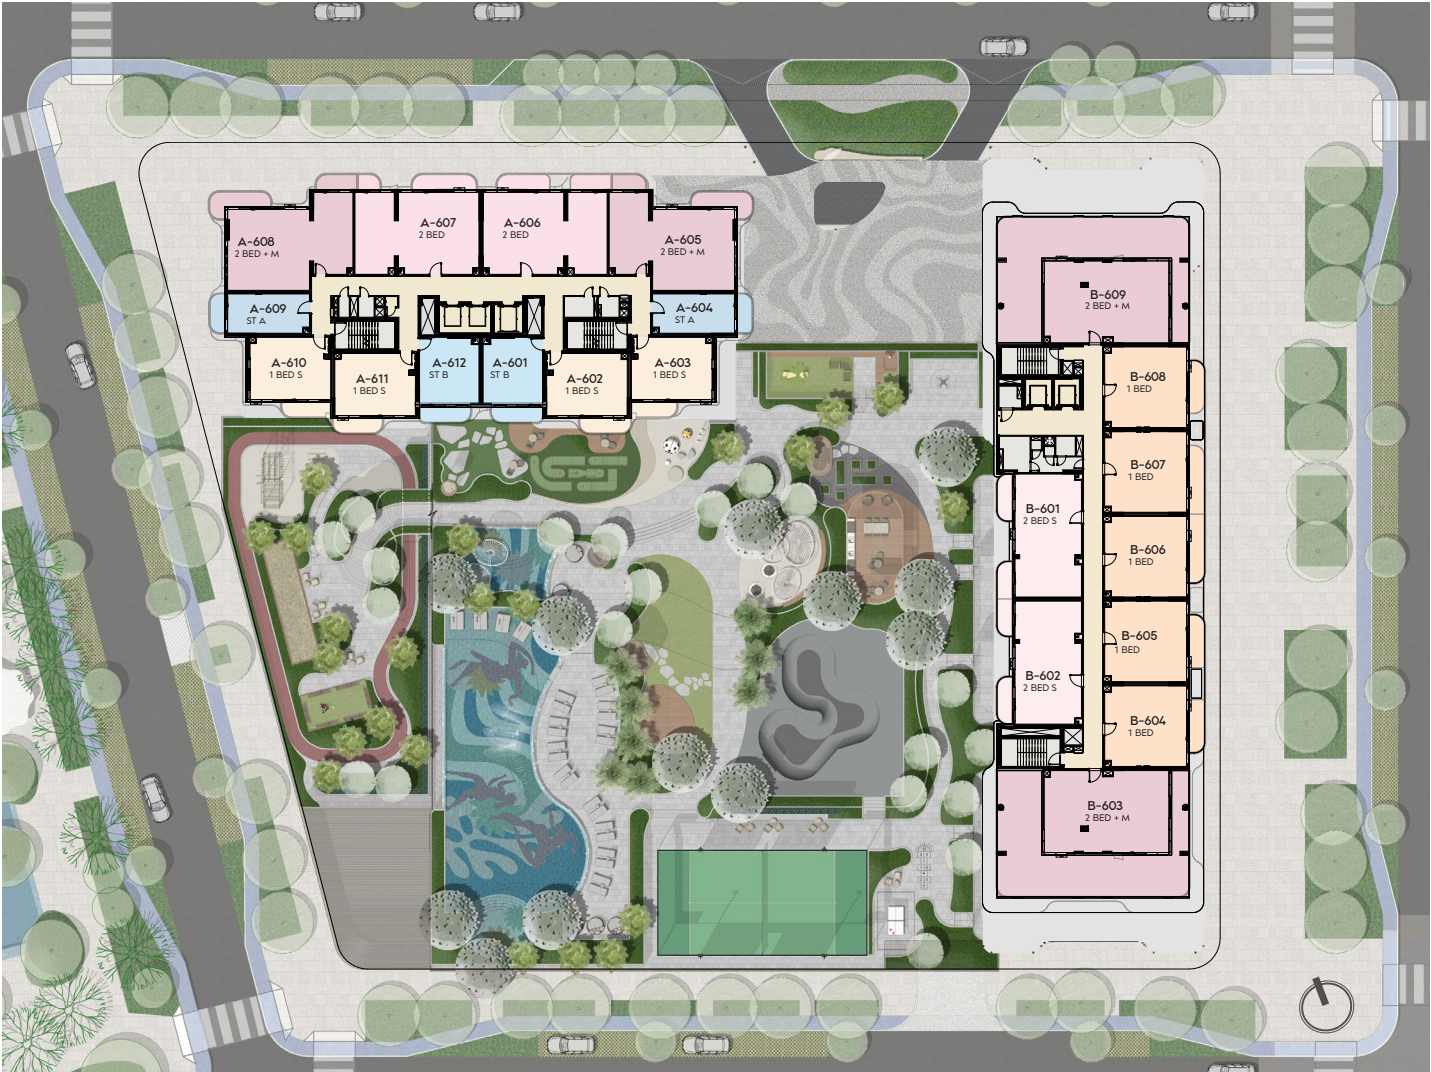 A-608
2 BED + M
A-607
2 BED
A-606
2 BED
A-605
2 BED + M
A-609
ST A
A-604
ST A
A-610
1 BED S
A-611
1 BED S
A-612
ST B
A-601
ST B
A-602
1 BED S
A-603
1 BED S
B-609
2 BED + M
B-608
1 BED
B-607
1 BED
B-601
2 BED S
B-606
1 BED
B-605
1 BED
B-602
2 BED S
B-604
1 BED
B-603
2 BED + M